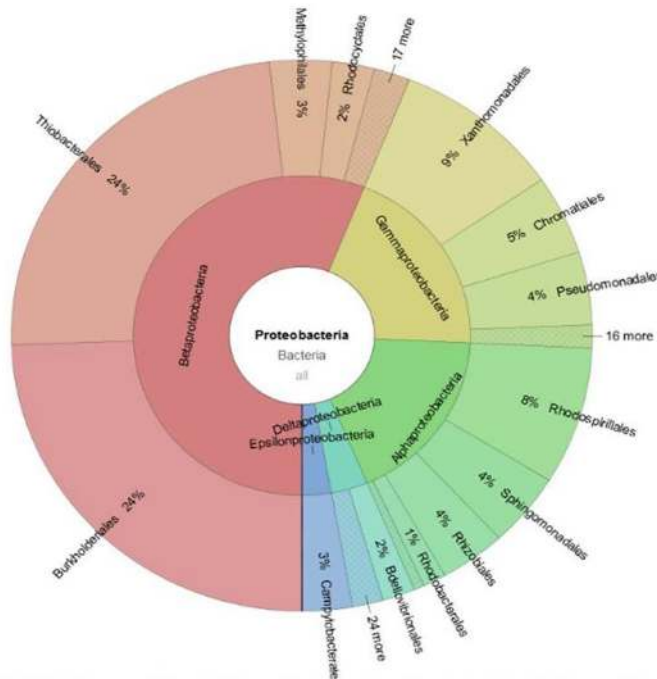 Methylophilales
3%
Rhodocyclales
2%
17 more
Xanthomonadales
9%
Chromatiales
5%
4% Pseudomonadales
16 more
8% Rhodospirillales
4% Sphingomonadales
4% Rhizobiales
1% Rhodobacterales
2% Bdellovibrionales
24 more
3% Campylobacterale
Burkholderiales 24%
Thiobacterales 24%
Betaproteobacteria
Gammaproteobacteria
Alphaproteobacteria
Deltaproteobacteria
Epsilonproteobacteria
Proteobacteria
Bacteria
all